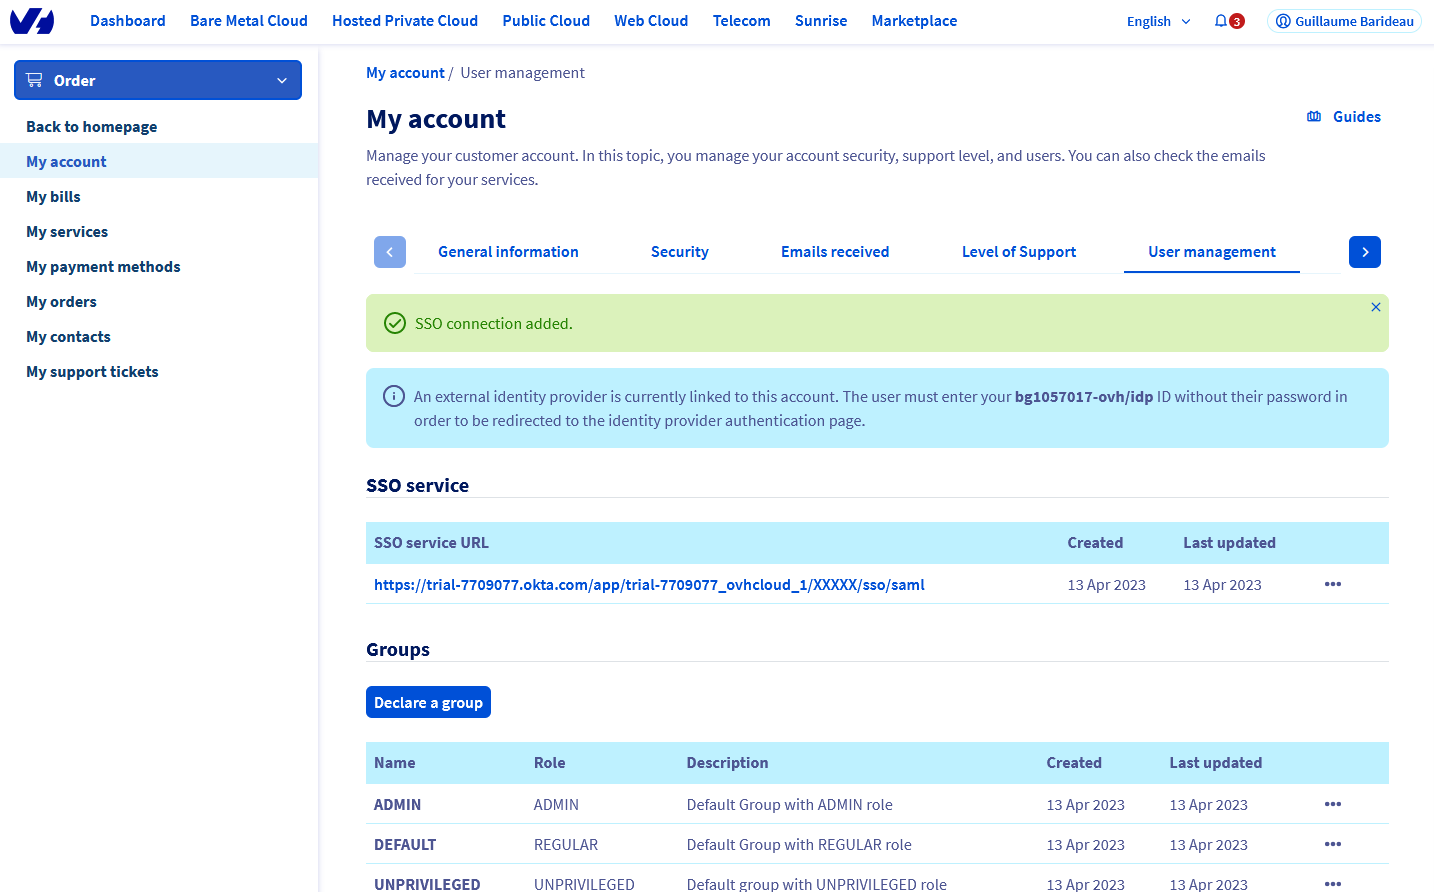 Dashboard Bare Metal Cloud Hosted Private Cloud Public Cloud Web Cloud Telecom Sunrise Marketplace English 3 Guillaume Barideau
Order
Back to homepage
My account
My bills
My services
My payment methods
My orders
My contacts
My support tickets
My account / User management
My account
Guides
Manage your customer account. In this topic, you manage your account security, support level, and users. You can also check the emails
received for your services.
General information Security Emails received Level of Support User management
SSO connection added.
An external identity provider is currently linked to this account. The user must enter your bg1057017-ovh/idp ID without their password in
order to be redirected to the identity provider authentication page.
SSO service
SSO service URL Created Last updated
https://trial-7709077.okta.com/app/trial-7709077_ovhcloud_1/XXXXX/sso/saml 13 Apr 2023 13 Apr 2023
Groups
Declare a group
Name Role Description Created Last updated
ADMIN ADMIN Default Group with ADMIN role 13 Apr 2023 13 Apr 2023
DEFAULT REGULAR Default Group with REGULAR role 13 Apr 2023 13 Apr 2023
UNPRIVILEGED UNPRIVILEGED Default group with UNPRIVILEGED role 13 Apr 2023 13 Apr 2023